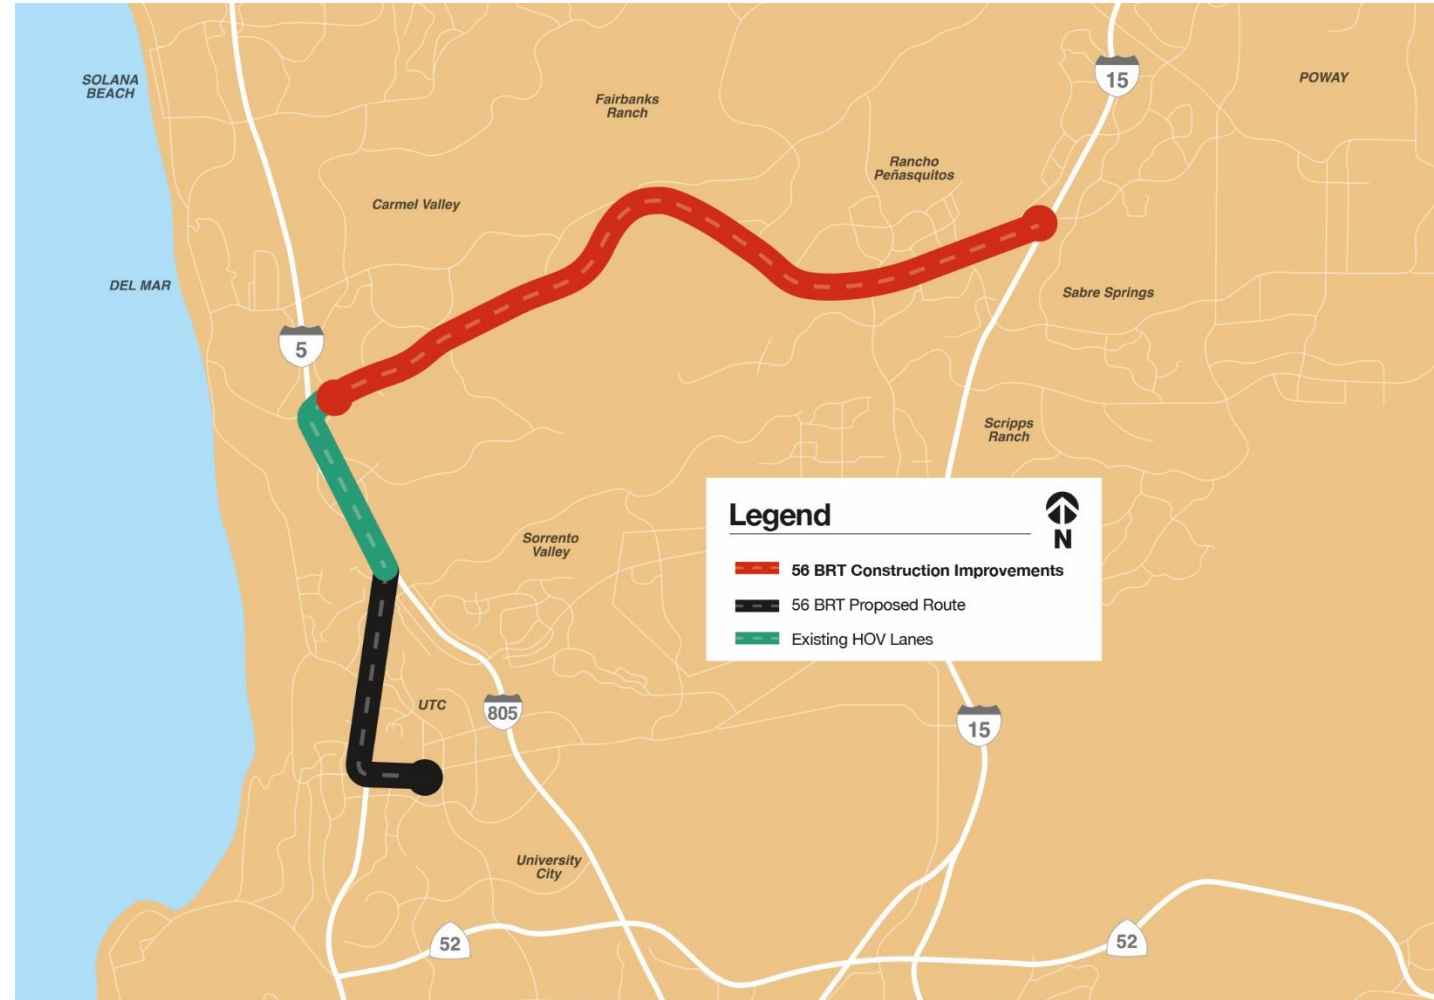 SOLANA
BEACH
15
POWAY
Fairbanks
Ranch
Rancho
Peñasquitos
Carmel Valley
DEL MAR
Sabre Springs
5
Scripps
Ranch
Legend
N
56 BRT Construction Improvements
56 BRT Proposed Route
Existing HOV Lanes
Sorrento
Valley
UTC
805
15
University
City
52
52